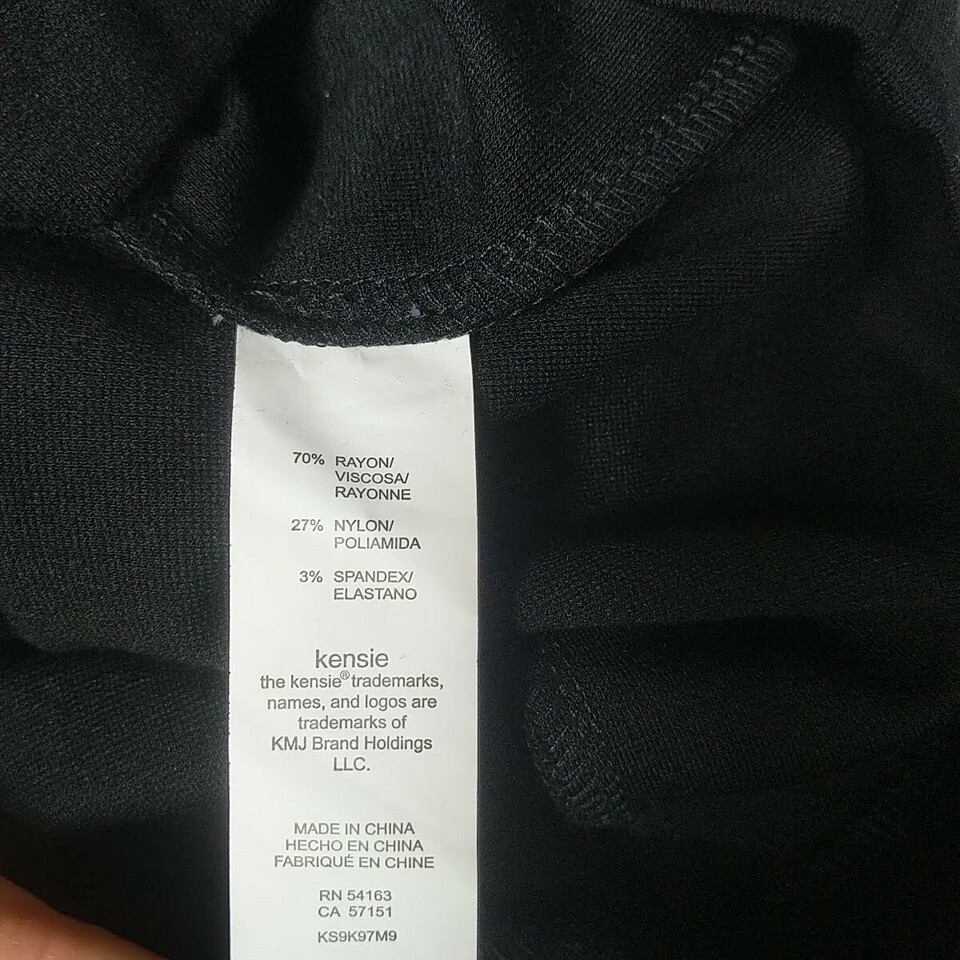 70% RAYON/
VISCOSA/
RAYONNE
27% NYLON/
POLIAMIDA
3% SPANDEX/
ELASTANO
kensie
the kensie® trademarks,
names, and logos are
trademarks of
KMJ Brand Holdings
LLC.
MADE IN CHINA
HECHO EN CHINA
FABRIQUÉ EN CHINE
RN 54163
CA 57151
KS9K97M9